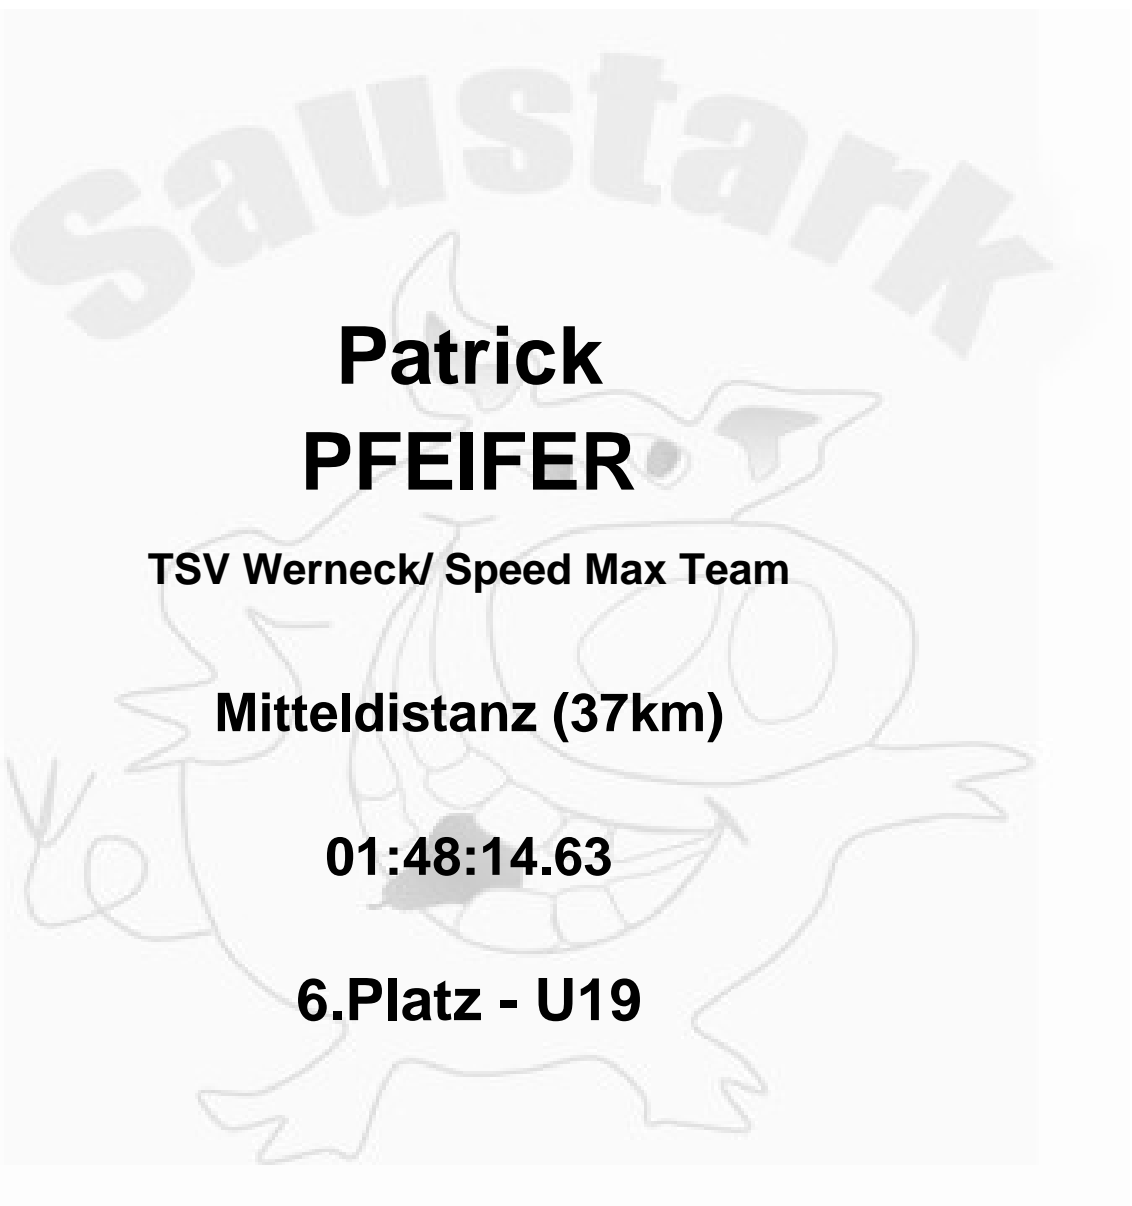 Saustark
Patrick
PFEIFER
TSV Werneck/ Speed Max Team
Mitteldistanz (37km)
01:48:14.63
6.Platz - U19